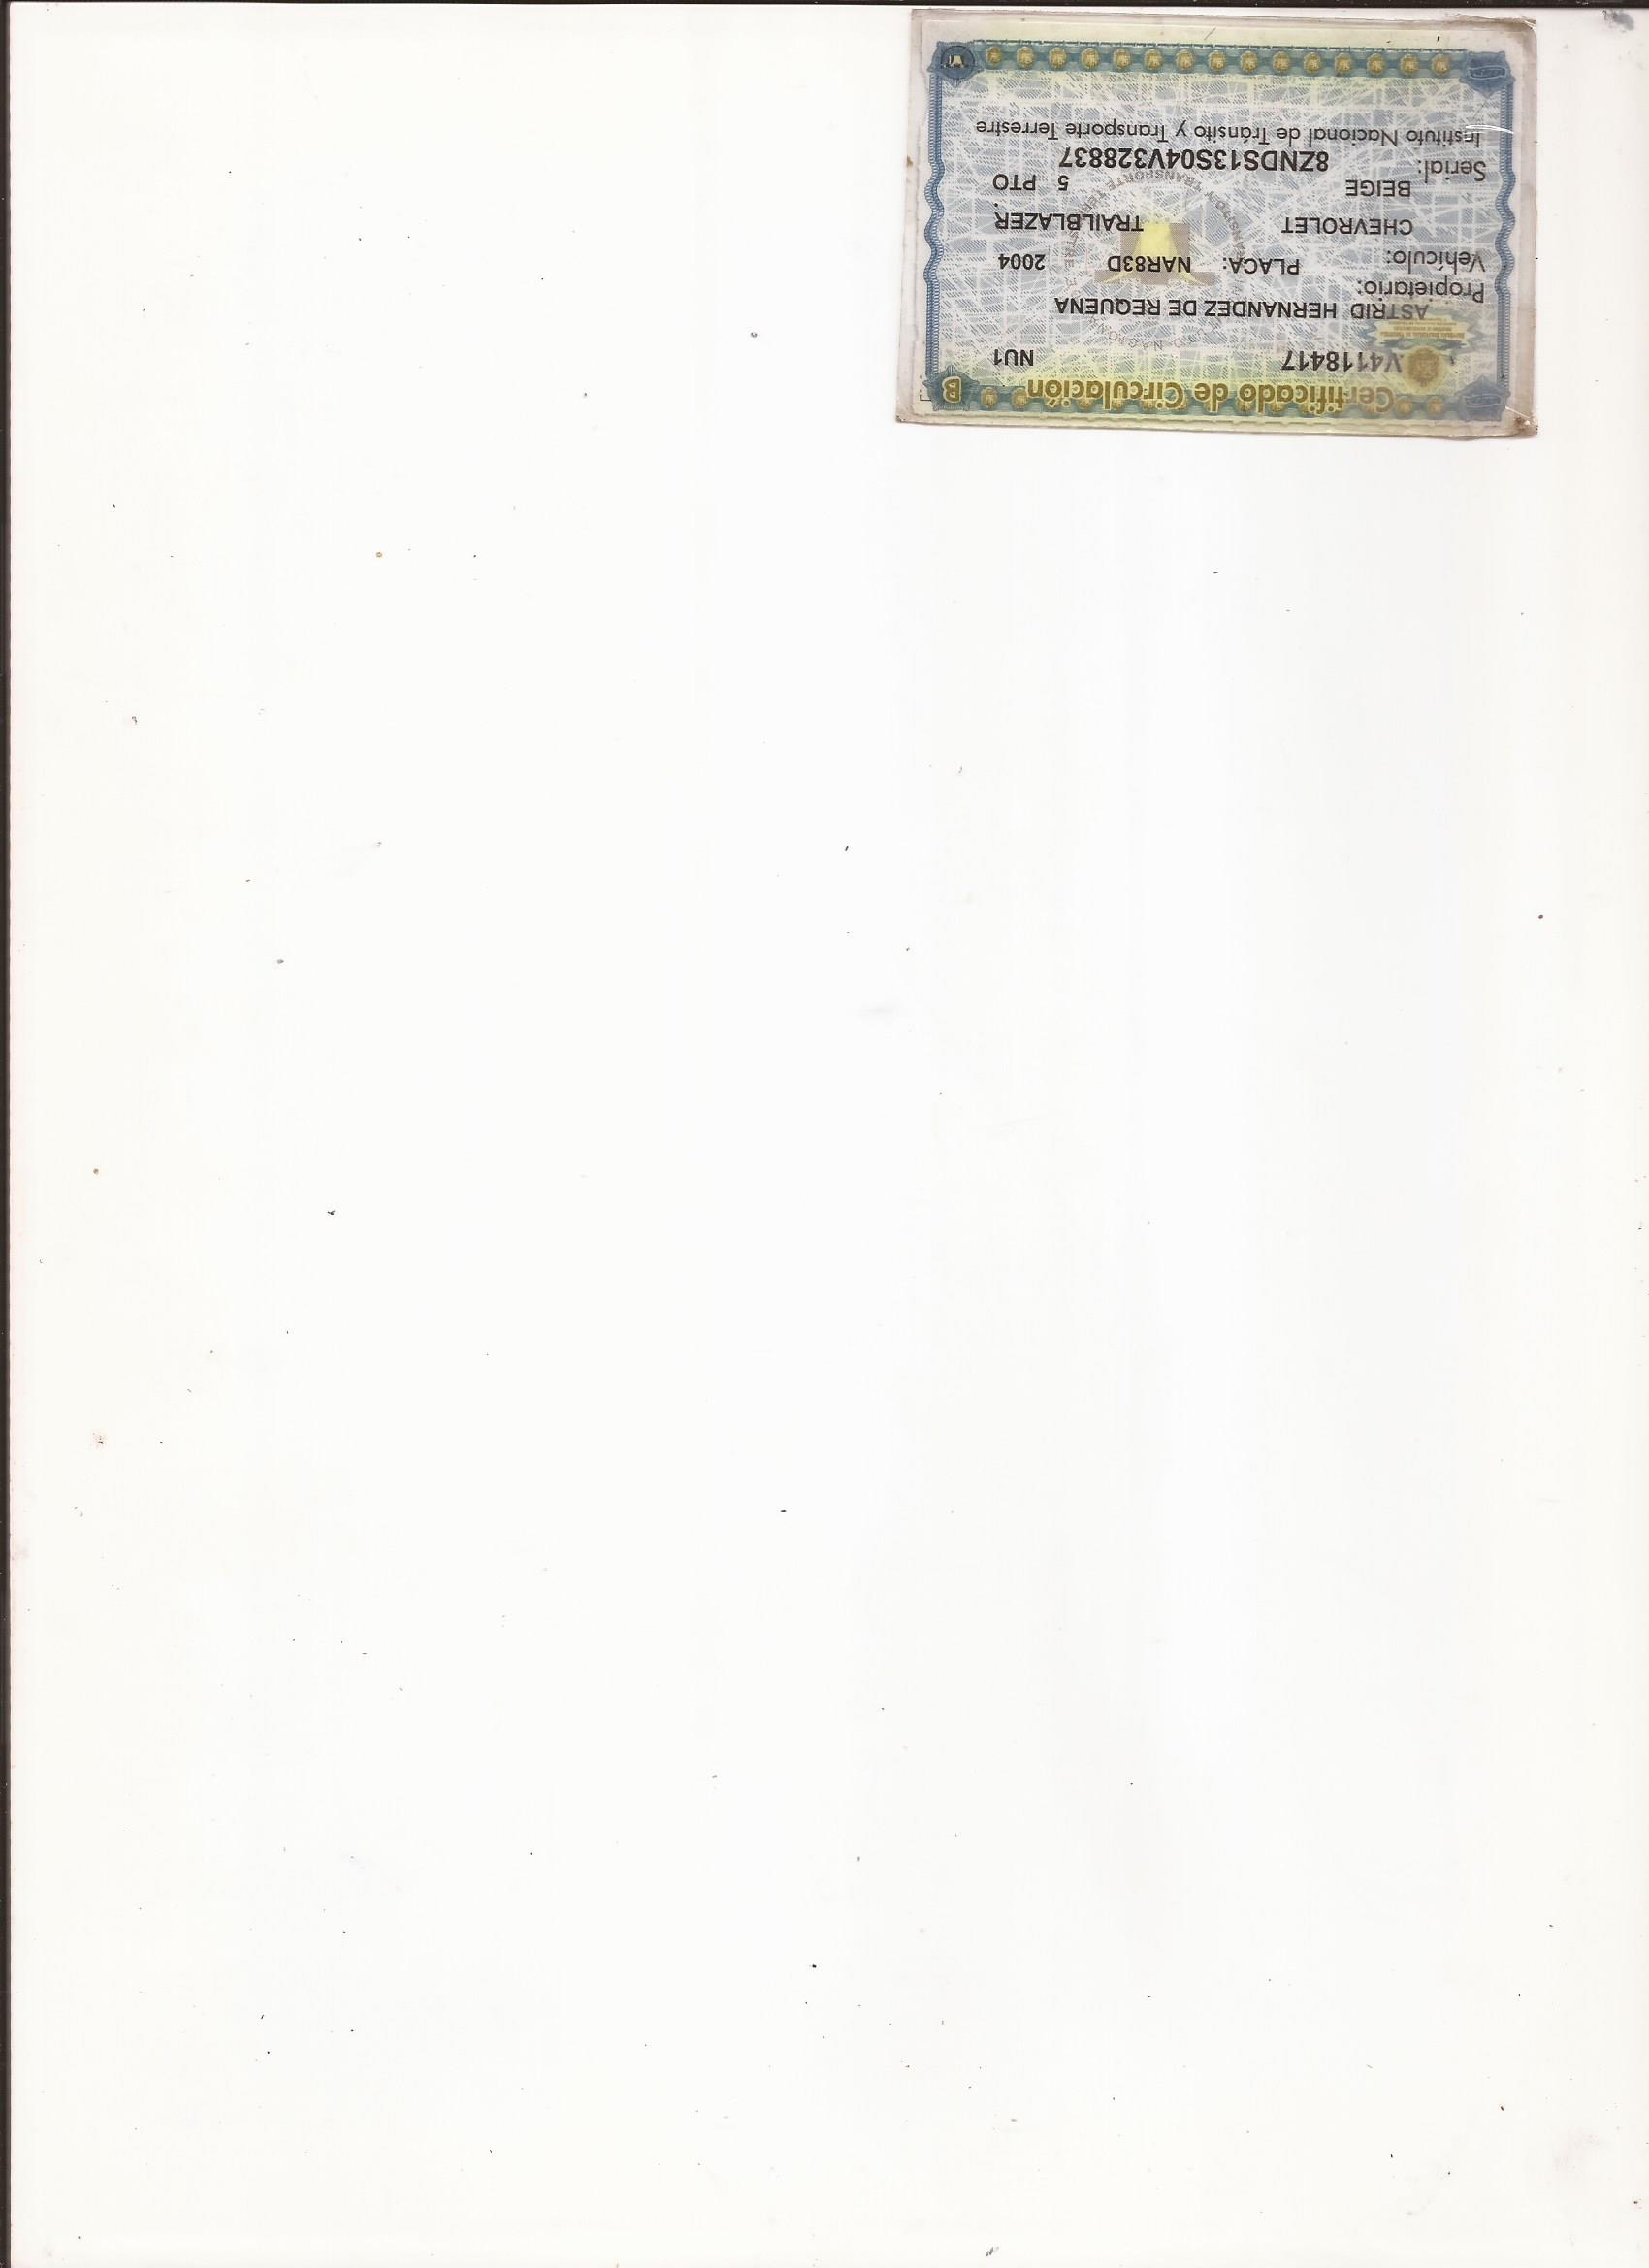 Certificado de Circulación B
V4118417 NU1
ASTRID HERNANDEZ DE REQUENA
Propietario:
Vehículo: PLACA: NAR83D 2004
CHEVROLET TRAILBLAZER
BEIGE 5 PTO
Serial: 8ZNDS13S04V328837
Instituto Nacional de Tránsito y Transporte Terrestre